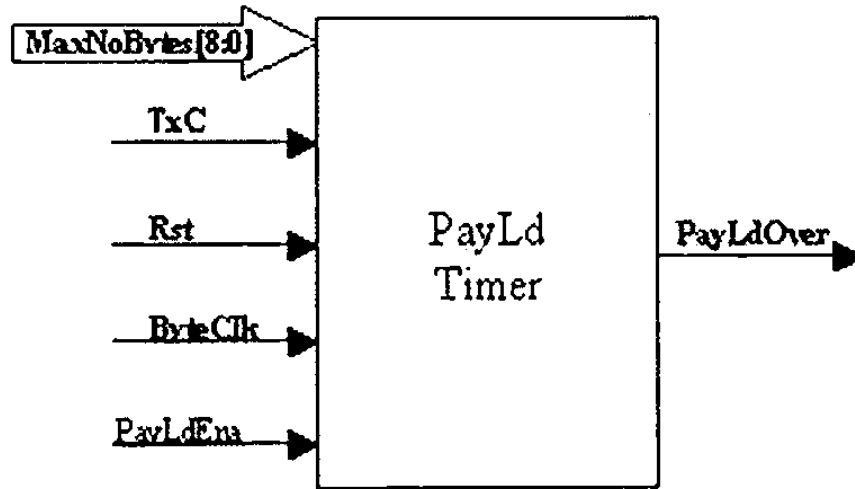 MaxNoBytes[8:0]
TxC
Rst
PayLd
Timer
PayLdOver
ByteClk
PayLdEna